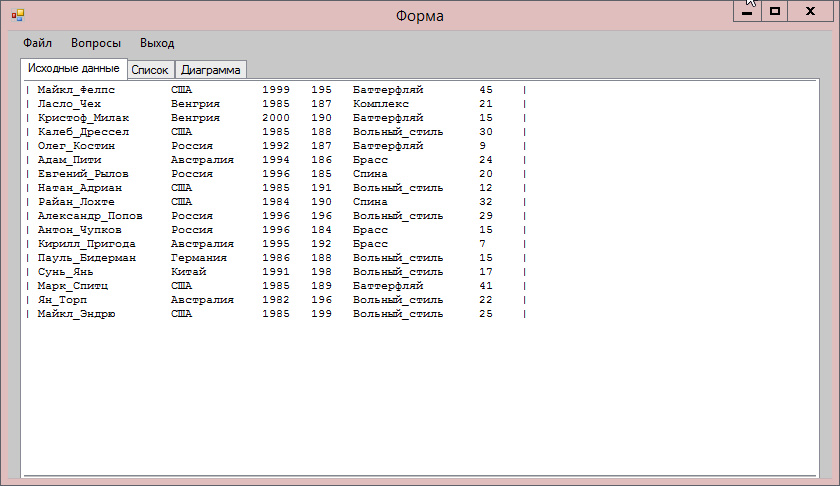 Форма
Файл Вопросы Выход
Исходные данные Список Диаграмма
| Майкл_Фелпс США 1999 195 Баттерфляй 45 |
| Ласло_Чех Венгрия 1985 187 Комплекс 21 |
| Кристоф_Милак Венгрия 2000 190 Баттерфляй 15 |
| Калеб_Дрессел США 1985 188 Вольный_стиль 30 |
| Олег_Костин Россия 1992 187 Баттерфляй 9 |
| Адам_Пити Австралия 1994 186 Брасс 24 |
| Евгений_Рылов Россия 1996 185 Спина 20 |
| Натан_Адриан США 1985 191 Вольный_стиль 12 |
| Райан_Лохте США 1984 190 Спина 32 |
| Александр_Попов Россия 1996 196 Вольный_стиль 29 |
| Антон_Чупков Россия 1996 184 Брасс 15 |
| Кирилл_Пригода Австралия 1995 192 Брасс 7 |
| Пауль_Бидерман Германия 1986 188 Вольный_стиль 15 |
| Сунь_Янь Китай 1991 198 Вольный_стиль 17 |
| Марк_Спитц США 1985 189 Баттерфляй 41 |
| Ян_Торп Австралия 1982 196 Вольный_стиль 22 |
| Майкл_Эндрю США 1985 199 Вольный_стиль 25 |